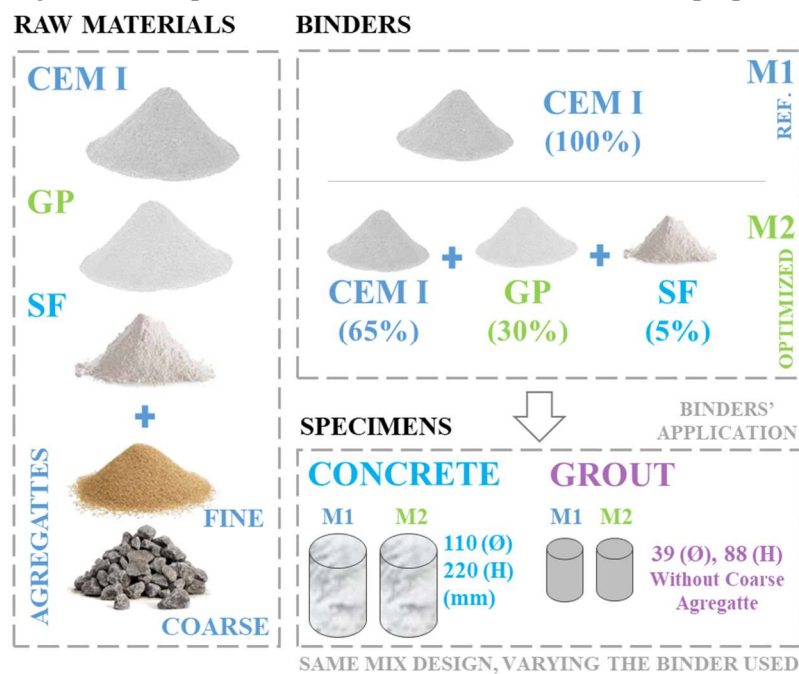 RAW MATERIALS
CEM I
GP
SF
+
AGREGATTES
FINE
COARSE
BINDERS
M1
REF.
CEM I
(100%)
M2
OPTIMIZED
+
+
CEM I
GP
SF
(65%)
(30%)
(5%)
BINDERS'
APPLICATION
SPECIMENS
CONCRETE
M1
M2
110 (Ø)
220 (H)
(mm)
GROUT
M1
M2
39 (Ø), 88 (H)
Without Coarse
Agregatte
SAME MIX DESIGN, VARYING THE BINDER USED